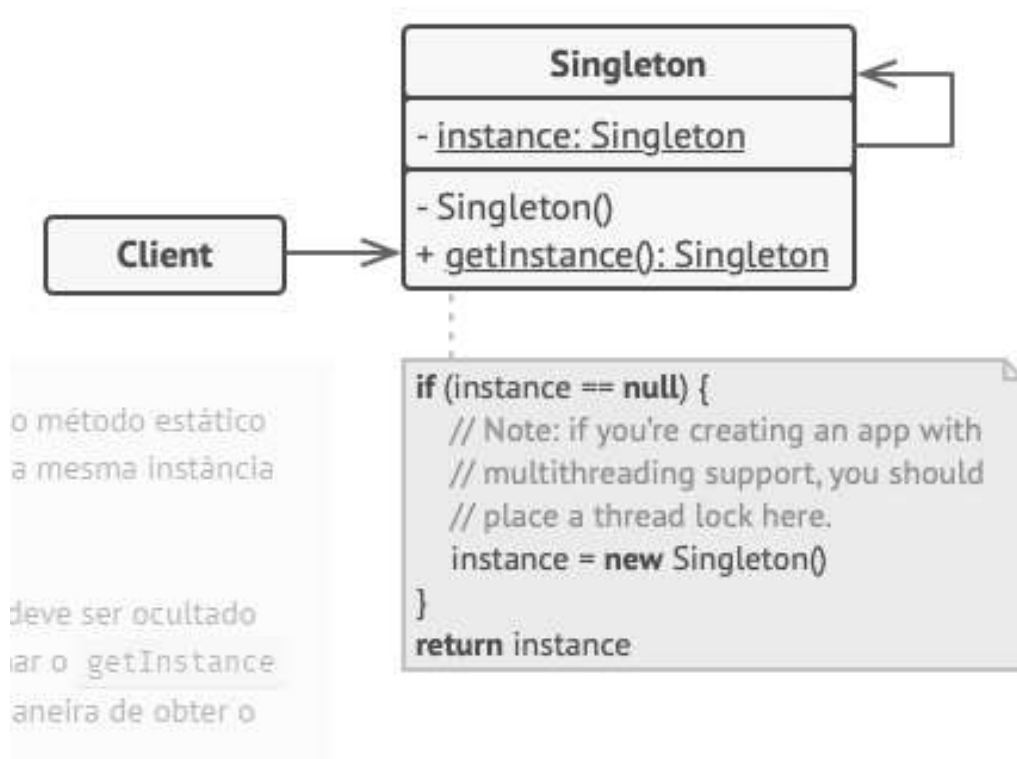 Singleton
- instance: Singleton
- Singleton()
+ getInstance(): Singleton
Client
if (instance == null) {
// Note: if you're creating an app with
// multithreading support, you should
// place a thread lock here.
instance = new Singleton()
}
return instance
o método estático
a mesma instância
deve ser ocultado
o getInstance
de obter o